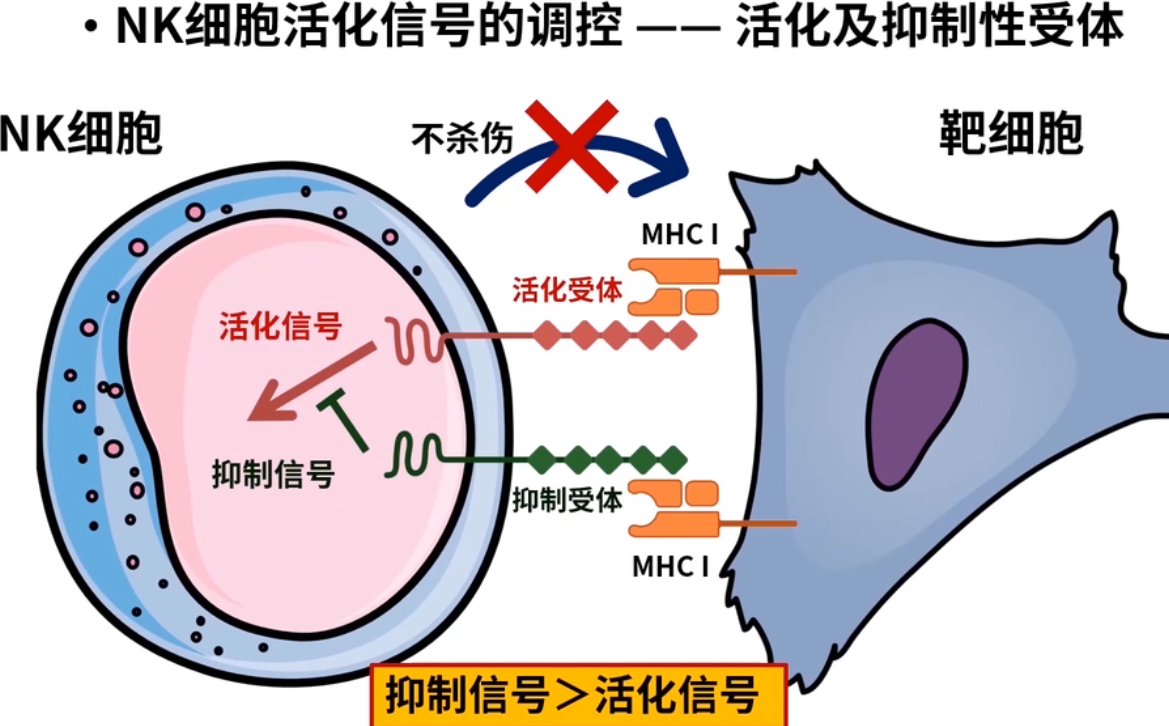 • NK细胞活化信号的调控 —— 活化及抑制性受体
NK细胞
不杀伤
靶细胞
MHC I
活化受体
活化信号
抑制信号
抑制受体
MHC I
抑制信号＞活化信号